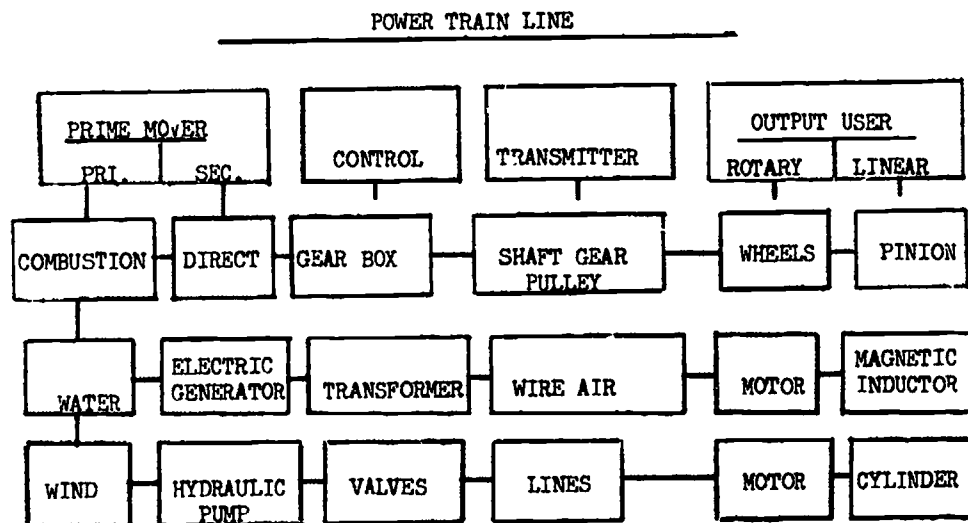 POWER TRAIN LINE
PRIME MOvER
PRI. SEC.
CONTROL
TRANSMITTER
OUTPUT USER
ROTARY LINEAR
COMBUSTION
DIRECT
GEAR BOX
SHAFT GEAR
PULLEY
WHEELS
PINION
WATER
ELECTRIC
GENERATOR
TRANSFORMER
WIRE AIR
MOTOR
MAGNETIC
INDUCTOR
WIND
HYDRAULIC
PUMP
VALVES
LINES
MOTOR
CYLINDER